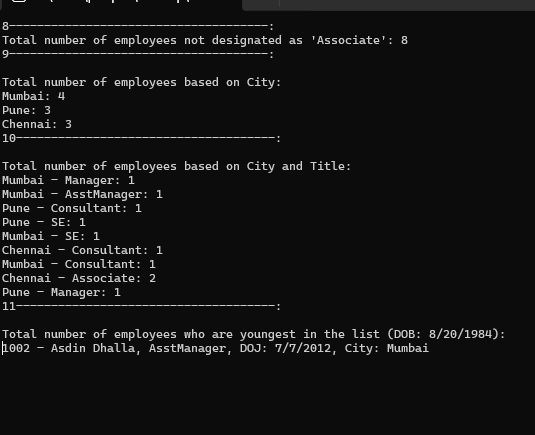 8-------------------------------------:
Total number of employees not designated as 'Associate': 8
9-------------------------------------:
Total number of employees based on City:
Mumbai: 4
Pune: 3
Chennai: 3
10-------------------------------------:
Total number of employees based on City and Title:
Mumbai - Manager: 1
Mumbai - AsstManager: 1
Pune - Consultant: 1
Pune - SE: 1
Mumbai - SE: 1
Chennai - Consultant: 1
Mumbai - Consultant: 1
Chennai - Associate: 2
Pune - Manager: 1
11-------------------------------------:
Total number of employees who are youngest in the list (DOB: 8/20/1984):
1002 - Asdin Dhalla, AsstManager, DOJ: 7/7/2012, City: Mumbai